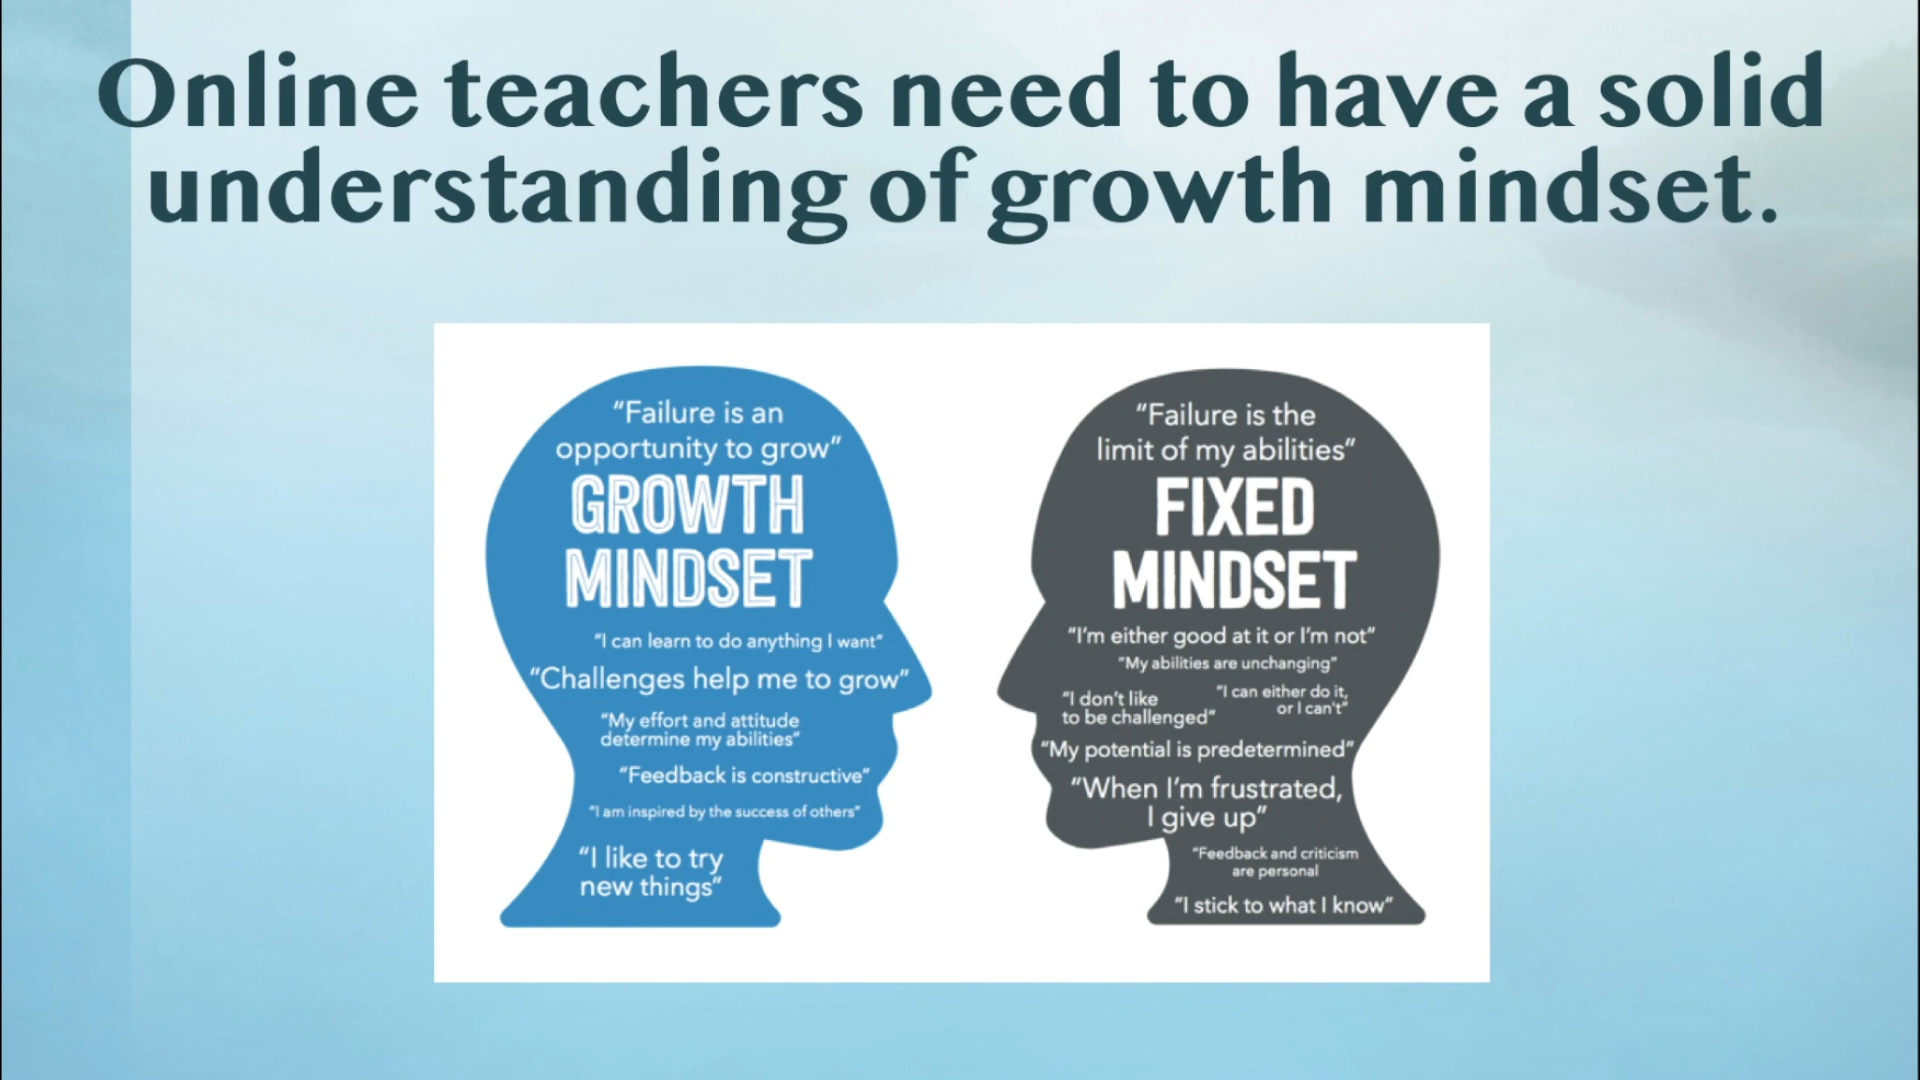 Online teachers need to have a solid
understanding of growth mindset.
“Failure is an
opportunity to grow”
GROWTH
MINDSET
“I can learn to do anything I want”
“Challenges help me to grow”
“My effort and attitude
determine my abilities”
“Feedback is constructive”
“I am inspired by the success of others”
“I like to try
new things”
“Failure is the
limit of my abilities”
FIXED
MINDSET
“I’m either good at it or I’m not”
“My abilities are unchanging”
“I don’t like
to be challenged”
“I can either do it,
or I can’t”
“My potential is predetermined”
“When I’m frustrated,
I give up”
“Feedback and criticism
are personal
“I stick to what I know”